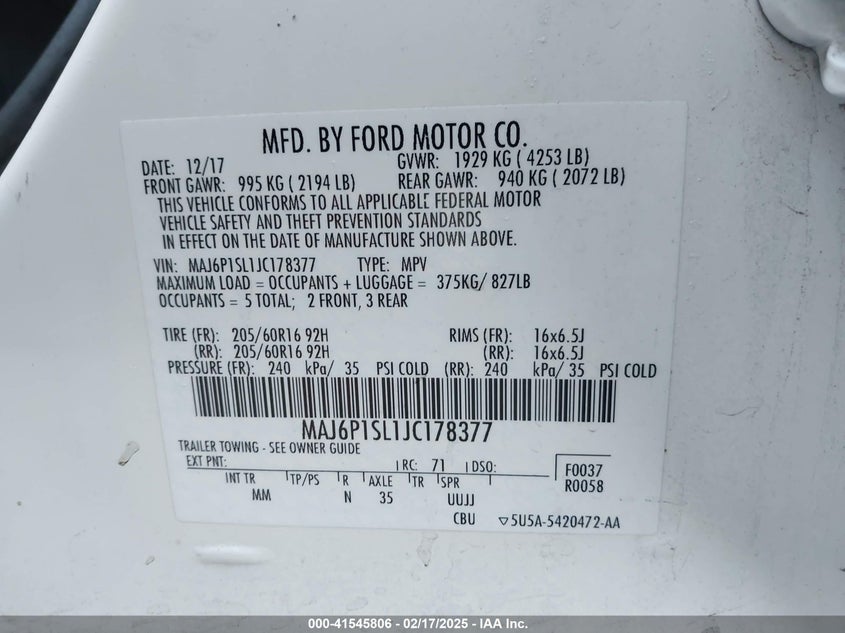 MFD. BY FORD MOTOR CO.
DATE: 12/17 GVWR: 1929 KG ( 4253 LB)
FRONT GAWR: 995 KG ( 2194 LB) REAR GAWR: 940 KG ( 2072 LB)
THIS VEHICLE CONFORMS TO ALL APPLICABLE FEDERAL MOTOR
VEHICLE SAFETY AND THEFT PREVENTION STANDARDS
IN EFFECT ON THE DATE OF MANUFACTURE SHOWN ABOVE.
VIN: MAJ6P1SL1JC178377 TYPE: MPV
MAXIMUM LOAD = OCCUPANTS + LUGGAGE = 375KG/ 827LB
OCCUPANTS = 5 TOTAL; 2 FRONT, 3 REAR
TIRE (FR): 205/60R16 92H RIMS (FR): 16x6.5J
(RR): 205/60R16 92H (RR): 16x6.5J
PRESSURE (FR): 240 kPa/ 35 PSI COLD (RR): 240 kPa/ 35 PSI COLD
MAJ6P1SL1JC178377
TRAILER TOWING - SEE OWNER GUIDE
EXT PNT: RC: 71 DSO: F0037
R0058
INT TR TP/PS R AXLE TR SPR
MM N 35 UUJJ
CBU 5U5A-5420472-AA
000-41545806 - 02/17/2025 - IAA Inc.